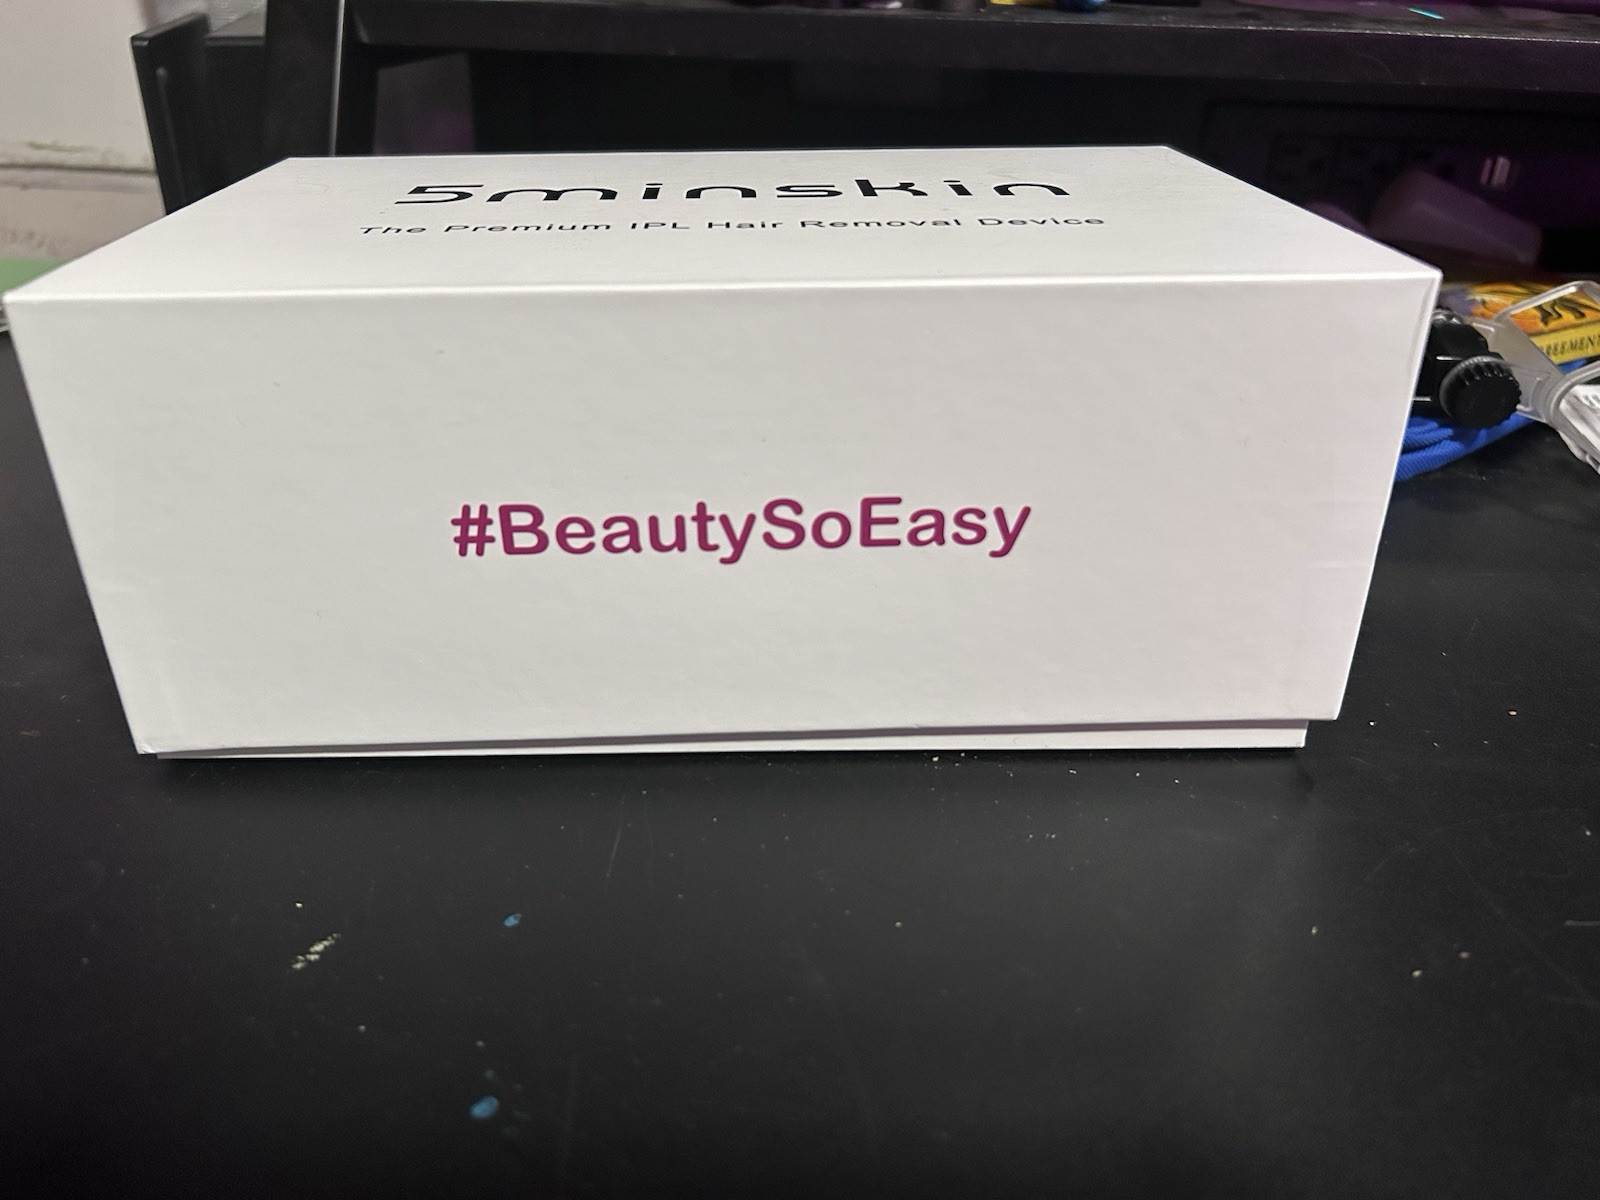 5minskin
The Premium IPL Hair Removal Device
#BeautySoEasy